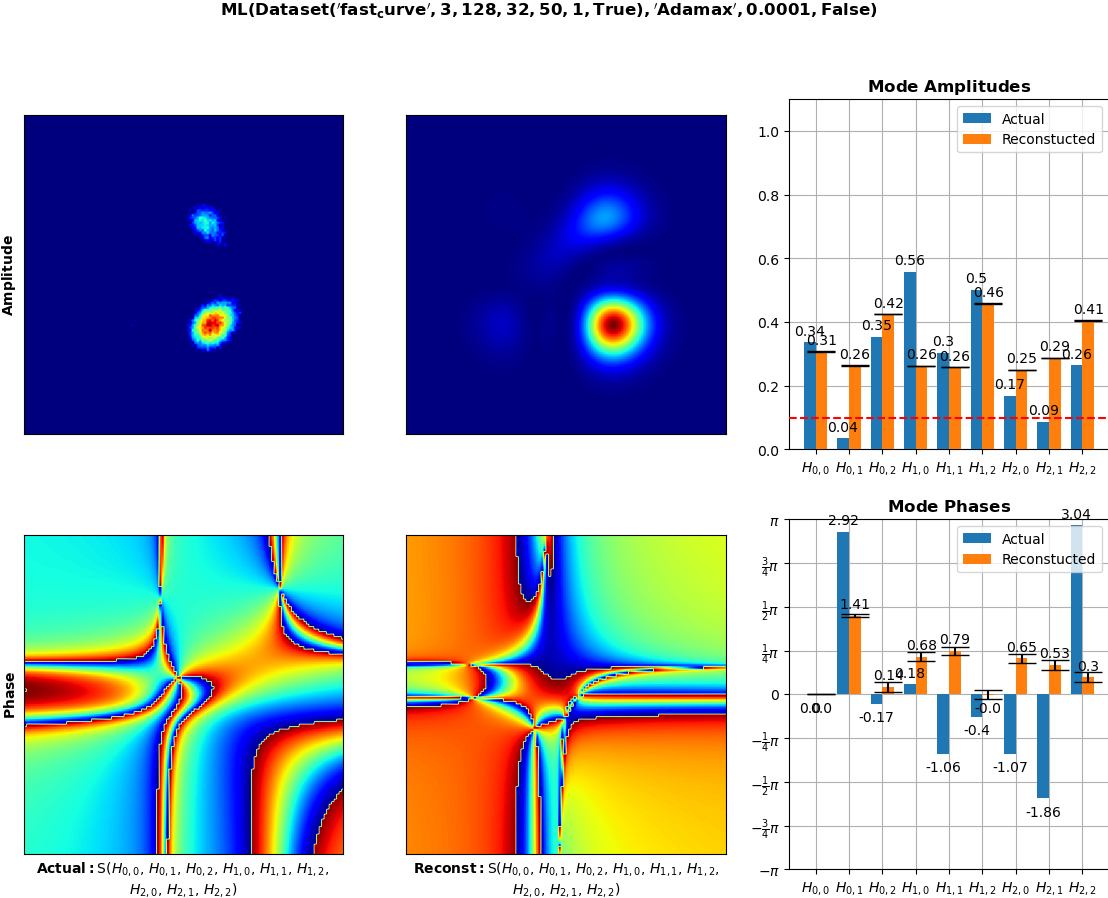 ML(Dataset('fast_curve', 3, 128, 32, 50, 1, True), 'Adamax', 0.0001, False)
Amplitude
Mode Amplitudes
Actual
Reconstucted
1.0
0.8
0.6
0.4
0.2
0.0
0.34
0.31
0.04
0.26
0.35
0.42
0.56
0.26
0.3
0.26
0.5
0.46
0.17
0.25
0.09
0.29
0.26
0.41
H0,0 H0,1 H0,2 H1,0 H1,1 H1,2 H2,0 H2,1 H2,2
Phase
Actual: S(H0,0, H0,1, H0,2, H1,0, H1,1, H1,2,
H2,0, H2,1, H2,2)
Reconst: S(H0,0, H0,1, H0,2, H1,0, H1,1, H1,2,
H2,0, H2,1, H2,2)
Mode Phases
Actual
Reconstucted
π
3/4π
1/2π
1/4π
0
−1/4π
−1/2π
−3/4π
−π
0.0
0.0
2.92
1.41
-0.17
0.14
0.18
0.68
-1.06
0.79
-0.4
-0.0
-1.07
0.65
-1.86
0.53
3.04
0.3
H0,0 H0,1 H0,2 H1,0 H1,1 H1,2 H2,0 H2,1 H2,2